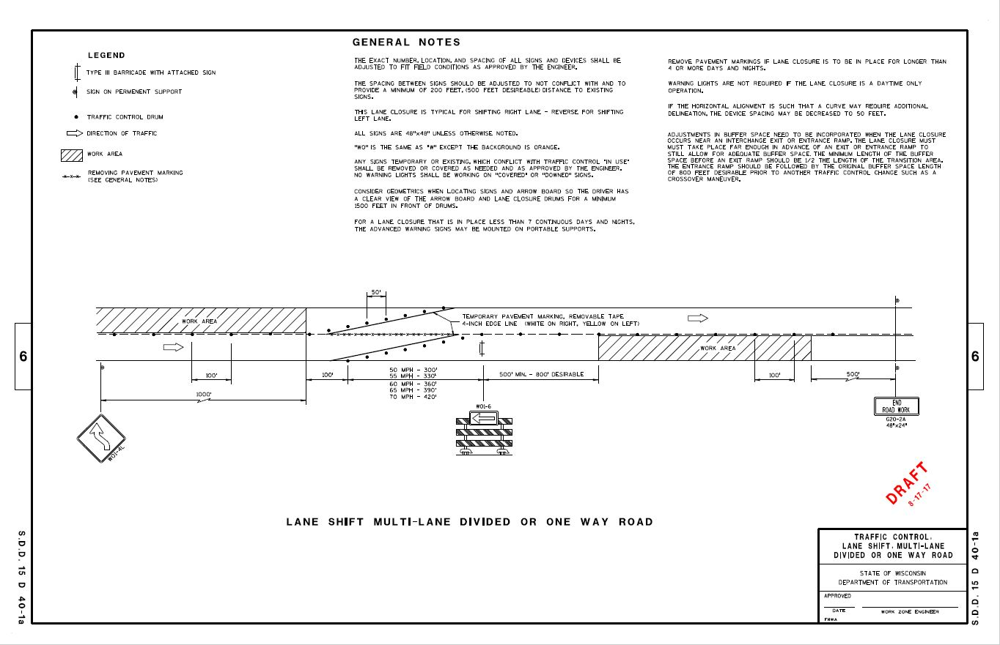 GENERAL NOTES
LEGEND
TYPE III BARRICADE WITH ATTACHED SIGN
SIGN ON PERMENENT SUPPORT
TRAFFIC CONTROL DRUM
DIRECTION OF TRAFFIC
WORK AREA
REMOVING PAVEMENT MARKING
(SEE GENERAL NOTES)
THE EXACT NUMBER, LOCATION, AND SPACING OF ALL SIGNS AND DEVICES SHALL BE
ADJUSTED TO FIT FIELD CONDITIONS AS APPROVED BY THE ENGINEER.
THE SPACING BETWEEN SIGNS SHOULD BE ADJUSTED TO NOT CONFLICT WITH AND TO
PROVIDE A MINIMUM OF 200 FEET, (500 FEET DESIREABLE) DISTANCE TO EXISTING
SIGNS.
THIS LANE CLOSURE IS TYPICAL FOR SHIFTING RIGHT LANE - REVERSE FOR SHIFTING
LEFT LANE.
ALL SIGNS ARE 48"x48" UNLESS OTHERWISE NOTED.
"WO" IS THE SAME AS "W" EXCEPT THE BACKGROUND IS ORANGE.
ANY SIGNS TEMPORARY OR EXISTING, WHICH CONFLICT WITH TRAFFIC CONTROL "IN USE"
SHALL BE REMOVED OR COVERED AS NEEDED AND AS APPROVED BY THE ENGINEER.
NO WARNING LIGHTS SHALL BE WORKING ON "COVERED" OR "DOWNED" SIGNS.
CONSIDER GEOMETRICS WHEN LOCATING SIGNS AND ARROW BOARD SO THE DRIVER HAS
A CLEAR VIEW OF THE ARROW BOARD AND LANE CLOSURE DRUMS FOR A MINIMUM
1500 FEET IN FRONT OF DRUMS.
FOR A LANE CLOSURE THAT IS IN PLACE LESS THAN 7 CONTINUOUS DAYS AND NIGHTS,
THE ADVANCED WARNING SIGNS MAY BE MOUNTED ON PORTABLE SUPPORTS.
REMOVE PAVEMENT MARKINGS IF LANE CLOSURE IS TO BE IN PLACE FOR LONGER THAN
4 OR MORE DAYS AND NIGHTS.
WARNING LIGHTS ARE NOT REQUIRED IF THE LANE CLOSURE IS A DAYTIME ONLY
OPERATION.
IF THE HORIZONTAL ALIGNMENT IS SUCH THAT A CURVE MAY REQUIRE ADDITIONAL
DELINEATION, THE DEVICE SPACING MAY BE DECREASED TO 50 FEET.
ADJUSTMENTS IN BUFFER SPACE NEED TO BE INCORPORATED WHEN THE LANE CLOSURE
OCCURS NEAR AN INTERCHANGE EXIT OR ENTRANCE RAMP. THE LANE CLOSURE MUST
MUST TAKE PLACE FAR ENOUGH IN ADVANCE OF AN EXIT OR ENTRANCE RAMP TO
STILL ALLOW FOR ADEQUATE BUFFER SPACE. THE MINIMUM LENGTH OF THE BUFFER
SPACE BEFORE AN EXIT RAMP SHOULD BE 1/2 THE LENGTH OF THE TRANSITION AREA.
THE ENTRANCE RAMP SHOULD BE FOLLOWED BY THE ORIGINAL BUFFER SPACE LENGTH
OF 800 FEET DESIRABLE PRIOR TO ANOTHER TRAFFIC CONTROL CHANGE SUCH AS A
CROSSOVER MANEUVER.
50'
WORK AREA
TEMPORARY PAVEMENT MARKING, REMOVABLE TAPE
4-INCH EDGE LINE (WHITE ON RIGHT, YELLOW ON LEFT)
WORK AREA
6
6
100'
1000'
100'
50 MPH - 300'
55 MPH - 330'
60 MPH - 360'
65 MPH - 390'
70 MPH - 420'
500' MIN. - 800' DESIRABLE
100'
500'
WO1-4L
WO1-6
END
ROAD WORK
G20-2A
48"x24"
DRAFT
8-17-17
LANE SHIFT MULTI-LANE DIVIDED OR ONE WAY ROAD
S.D.D. 15 D 40-1a
TRAFFIC CONTROL,
LANE SHIFT, MULTI-LANE
DIVIDED OR ONE WAY ROAD
STATE OF WISCONSIN
DEPARTMENT OF TRANSPORTATION
APPROVED
DATE
WORK ZONE ENGINEER
FHWA
S.D.D. 15 D 40-1a